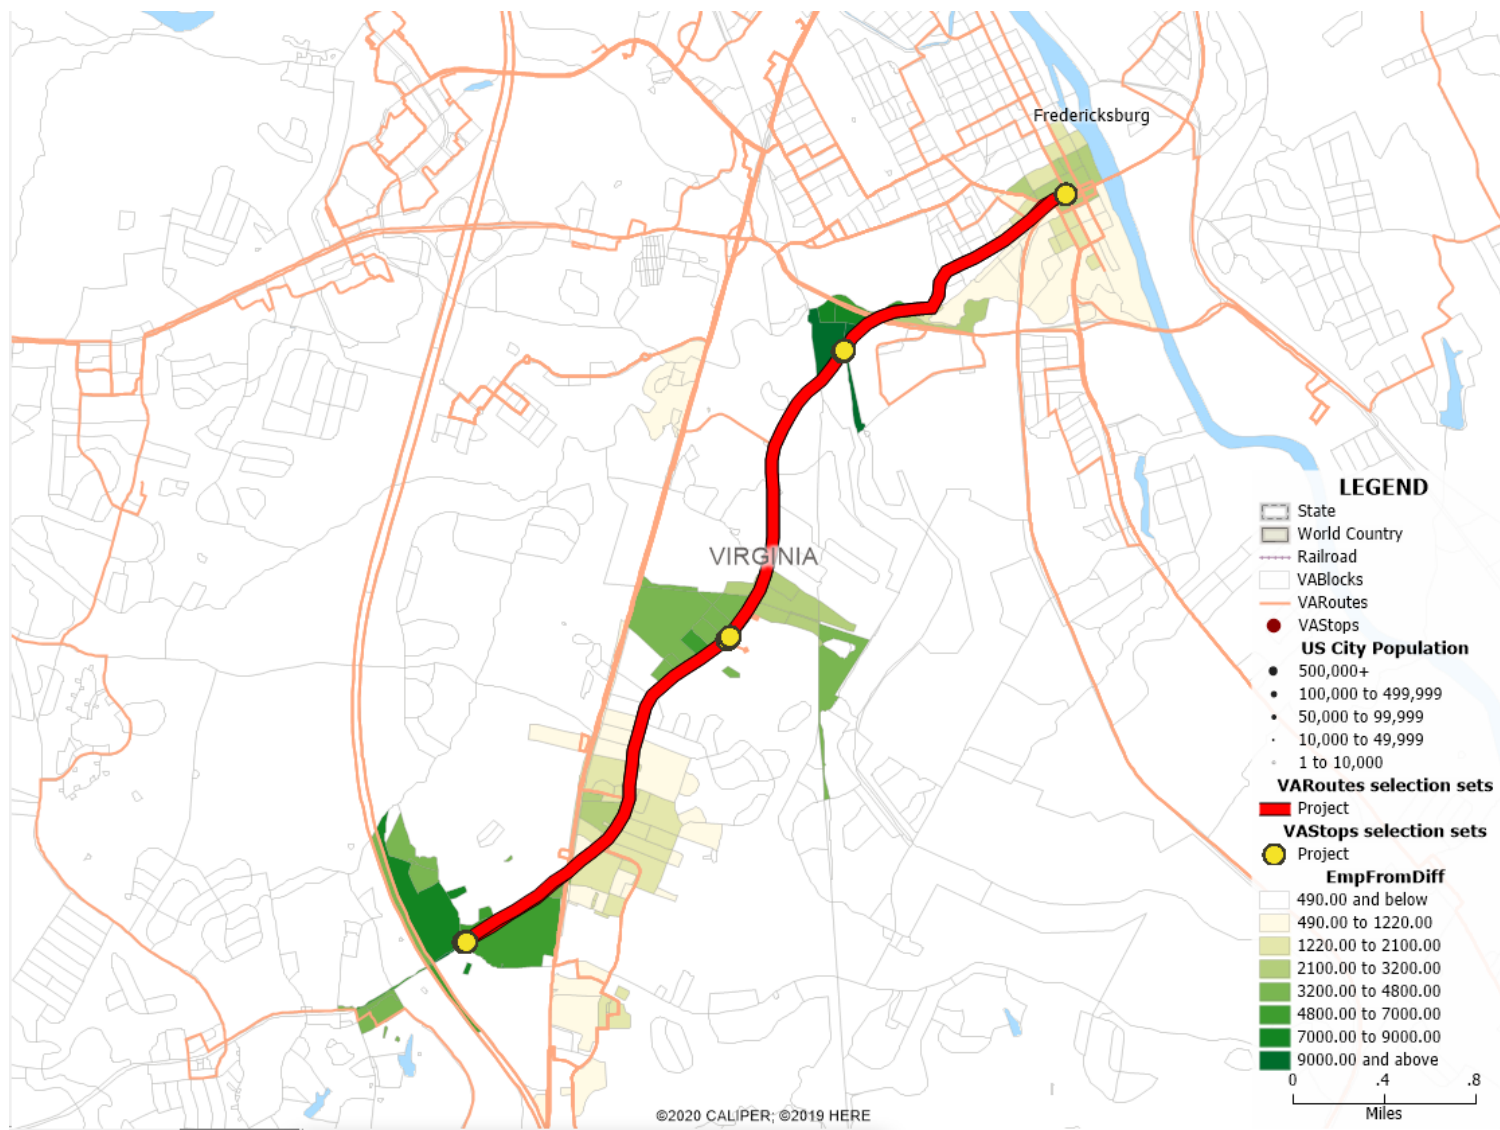 Fredericksburg
VIRGINIA
LEGEND
State
World Country
Railroad
VABlocks
VARoutes
VAStops
US City Population
500,000+
100,000 to 499,999
50,000 to 99,999
10,000 to 49,999
1 to 10,000
VARoutes selection sets
Project
VAStops selection sets
Project
EmpFromDiff
490.00 and below
490.00 to 1220.00
1220.00 to 2100.00
2100.00 to 3200.00
3200.00 to 4800.00
4800.00 to 7000.00
7000.00 to 9000.00
9000.00 and above
0 .4 .8
Miles
©2020 CALIPER; ©2019 HERE